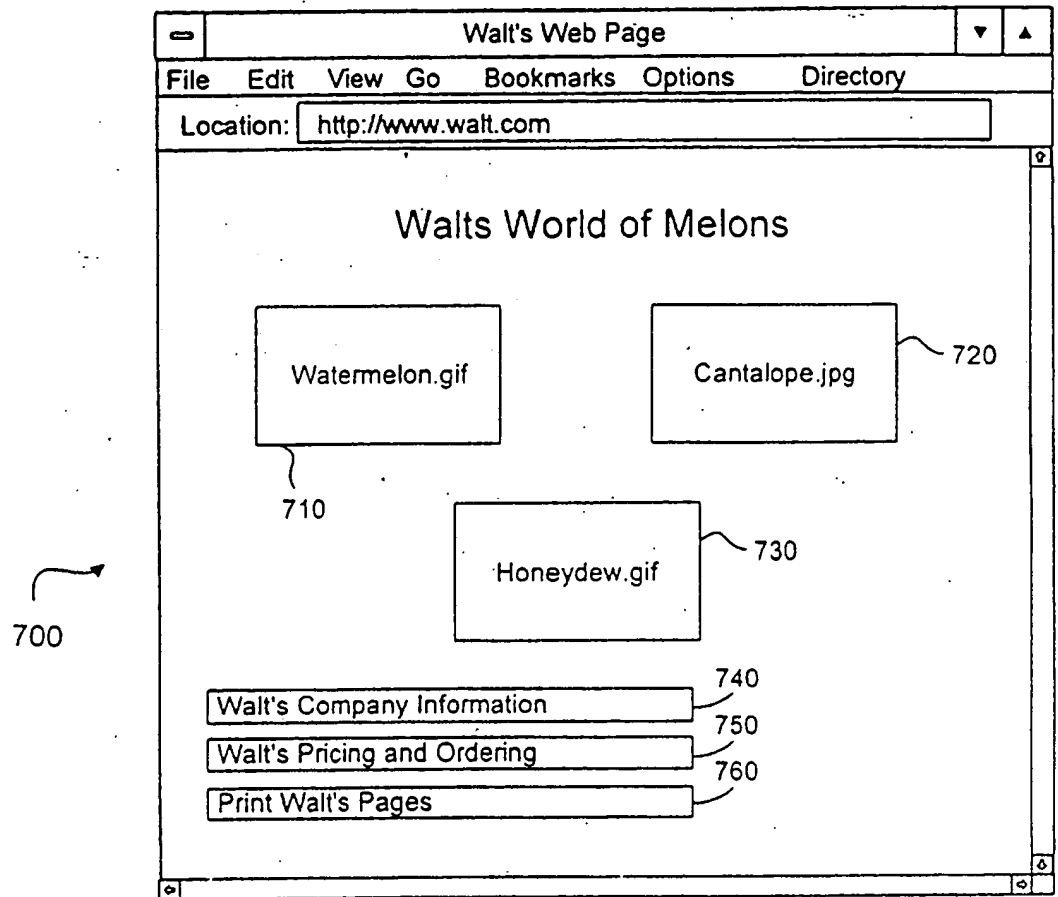 Walt's Web Page
File Edit View Go Bookmarks Options Directory
Location: http://www.walt.com
Walts World of Melons
Watermelon.gif
Cantalope.jpg
720
710
Honeydew.gif
730
700
740
Walt's Company Information
750
Walt's Pricing and Ordering
760
Print Walt's Pages